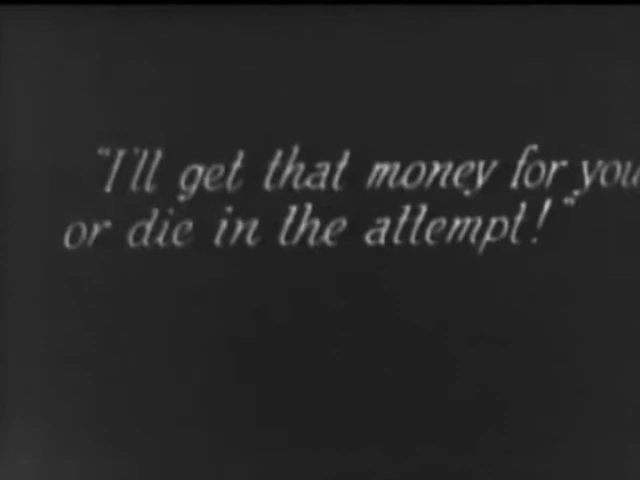 "I'll get that money for you
or die in the attempt!"